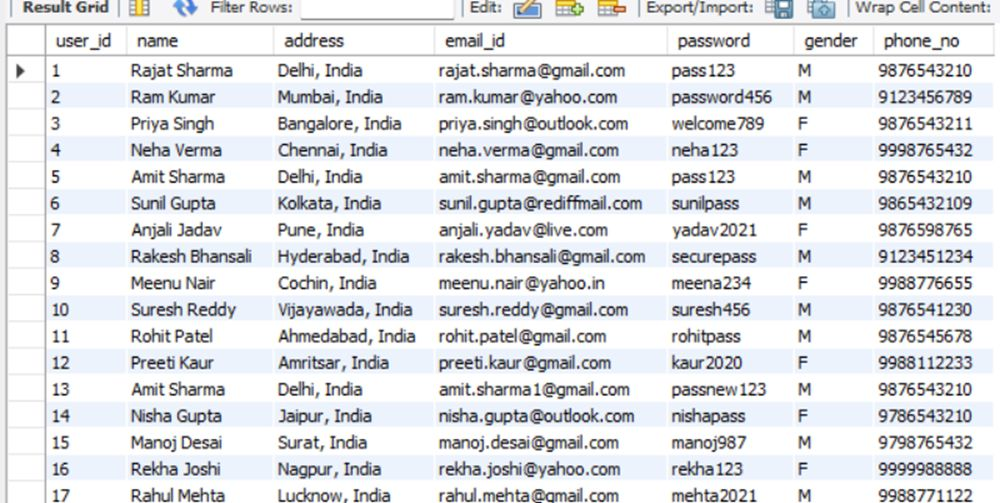 Result Grid | Filter Rows: | Edit: | Export/Import: | Wrap Cell Content:
user_id name address email_id password gender phone_no
1 Rajat Sharma Delhi, India rajat.sharma@gmail.com pass123 M 9876543210
2 Ram Kumar Mumbai, India ram.kumar@yahoo.com password456 M 9123456789
3 Priya Singh Bangalore, India priya.singh@outlook.com welcome789 F 9876543211
4 Neha Verma Chennai, India neha.verma@gmail.com neha123 F 9998765432
5 Amit Sharma Delhi, India amit.sharma@gmail.com pass123 M 9876543210
6 Sunil Gupta Kolkata, India sunil.gupta@rediffmail.com sunilpass M 9865432109
7 Anjali Jadav Pune, India anjali.yadav@live.com yadav2021 F 9876598765
8 Rakesh Bhansali Hyderabad, India rakesh.bhansali@gmail.com securepass M 9123451234
9 Meenu Nair Cochin, India meenu.nair@yahoo.in meena234 F 9988776655
10 Suresh Reddy Vijayawada, India suresh.reddy@gmail.com suresh456 M 9876541230
11 Rohit Patel Ahmedabad, India rohit.patel@gmail.com rohitpass M 9876545678
12 Preeti Kaur Amritsar, India preeti.kaur@gmail.com kaur2020 F 9988112233
13 Amit Sharma Delhi, India amit.sharma1@gmail.com passnew123 M 9876543210
14 Nisha Gupta Jaipur, India nisha.gupta@outlook.com nishapass F 9786543210
15 Manoj Desai Surat, India manoj.desai@gmail.com manoj987 M 9798765432
16 Rekha Joshi Nagpur, India rekha.joshi@yahoo.com rekha123 F 9999988888
17 Rahul Mehta Lucknow, India rahul.mehta@gmail.com mehta2021 M 9988771122